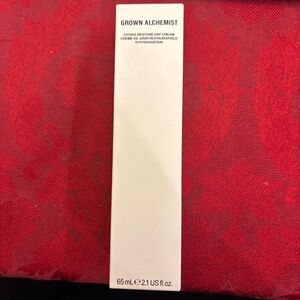 GROWN ALCHEMIST
HYDRA-RESTORE DAY CREAM
CRÈME DE JOUR RESTAURATRICE
D'HYDRATATION
65 mL ℮ 2.1 US fl.oz.